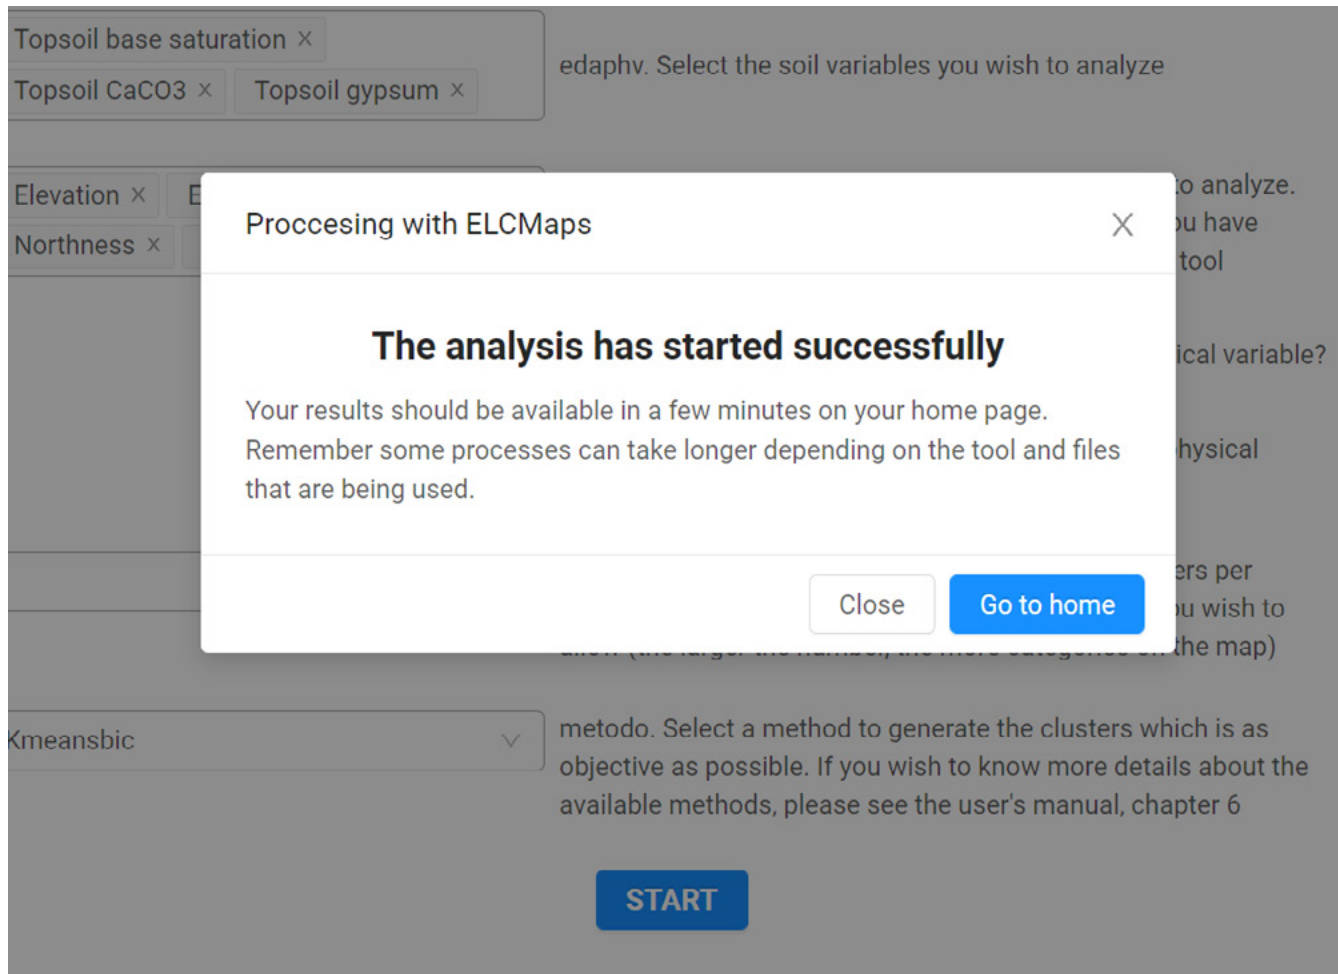 Topsoil base saturation ×
Topsoil CaCO3 × Topsoil gypsum ×
edaphv. Select the soil variables you wish to analyze
Elevation × E
Northness ×
to analyze.
ou have
tool
Proccesing with ELCMaps
The analysis has started successfully
Your results should be available in a few minutes on your home page.
Remember some processes can take longer depending on the tool and files
that are being used.
Close Go to home
ical variable?
hysical
ers per
ou wish to
the map)
Kmeansbic
metodo. Select a method to generate the clusters which is as
objective as possible. If you wish to know more details about the
available methods, please see the user's manual, chapter 6
START